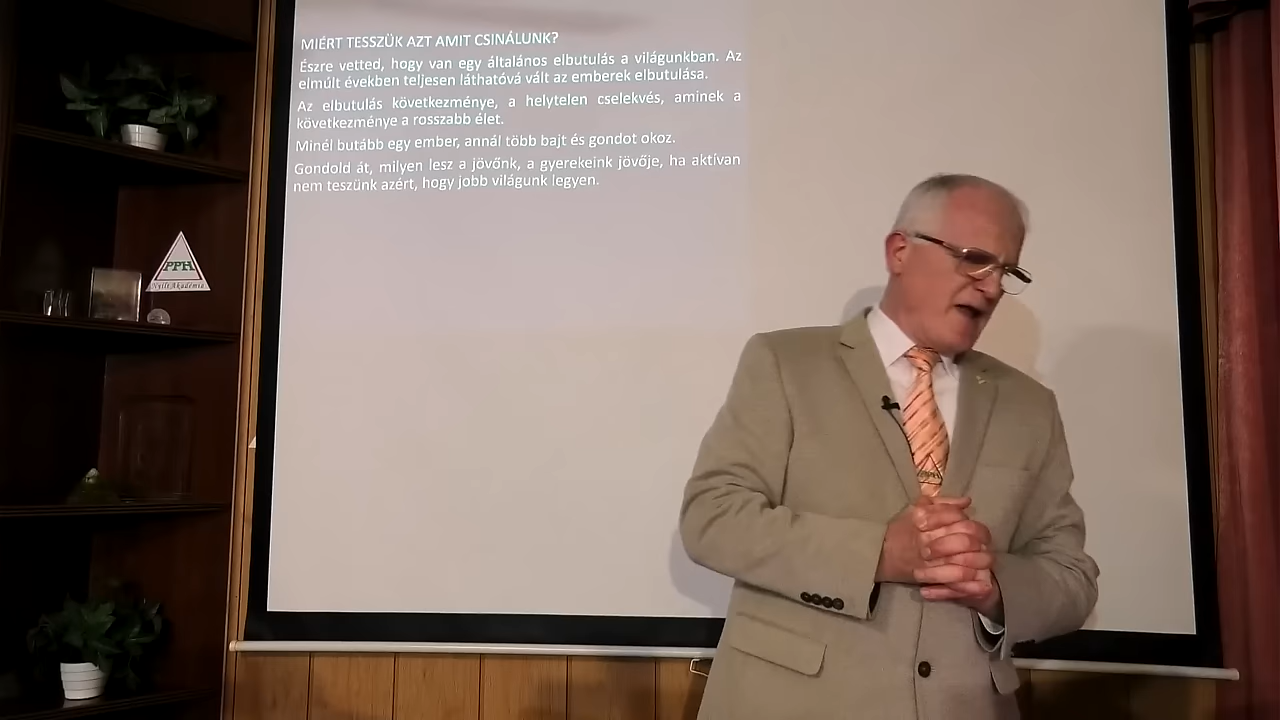 MIÉRT TESSZÜK AZT AMIT CSINÁLUNK?
Észre vetted, hogy van egy általános elbutulás a világunkban. Az
elmúlt években teljesen láthatóvá vált az emberek elbutulása.
Az elbutulás következménye, a helytelen cselekvés, aminek a
következménye a rosszabb élet.
Minél butább egy ember, annál több bajt és gondot okoz.
Gondold át, milyen lesz a jövőnk, a gyerekeink jövője, ha aktívan
nem teszünk azért, hogy jobb világunk legyen.
PPH
Nyílt Akadémia
PPH